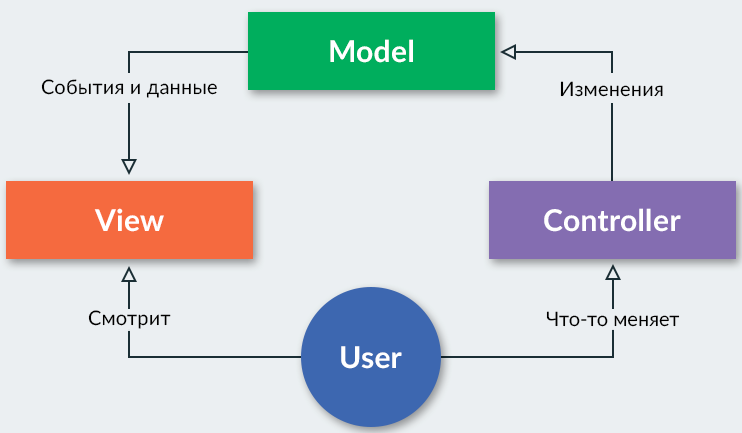 Model
События и данные
Изменения
View
Controller
Смотрит
Что-то меняет
User